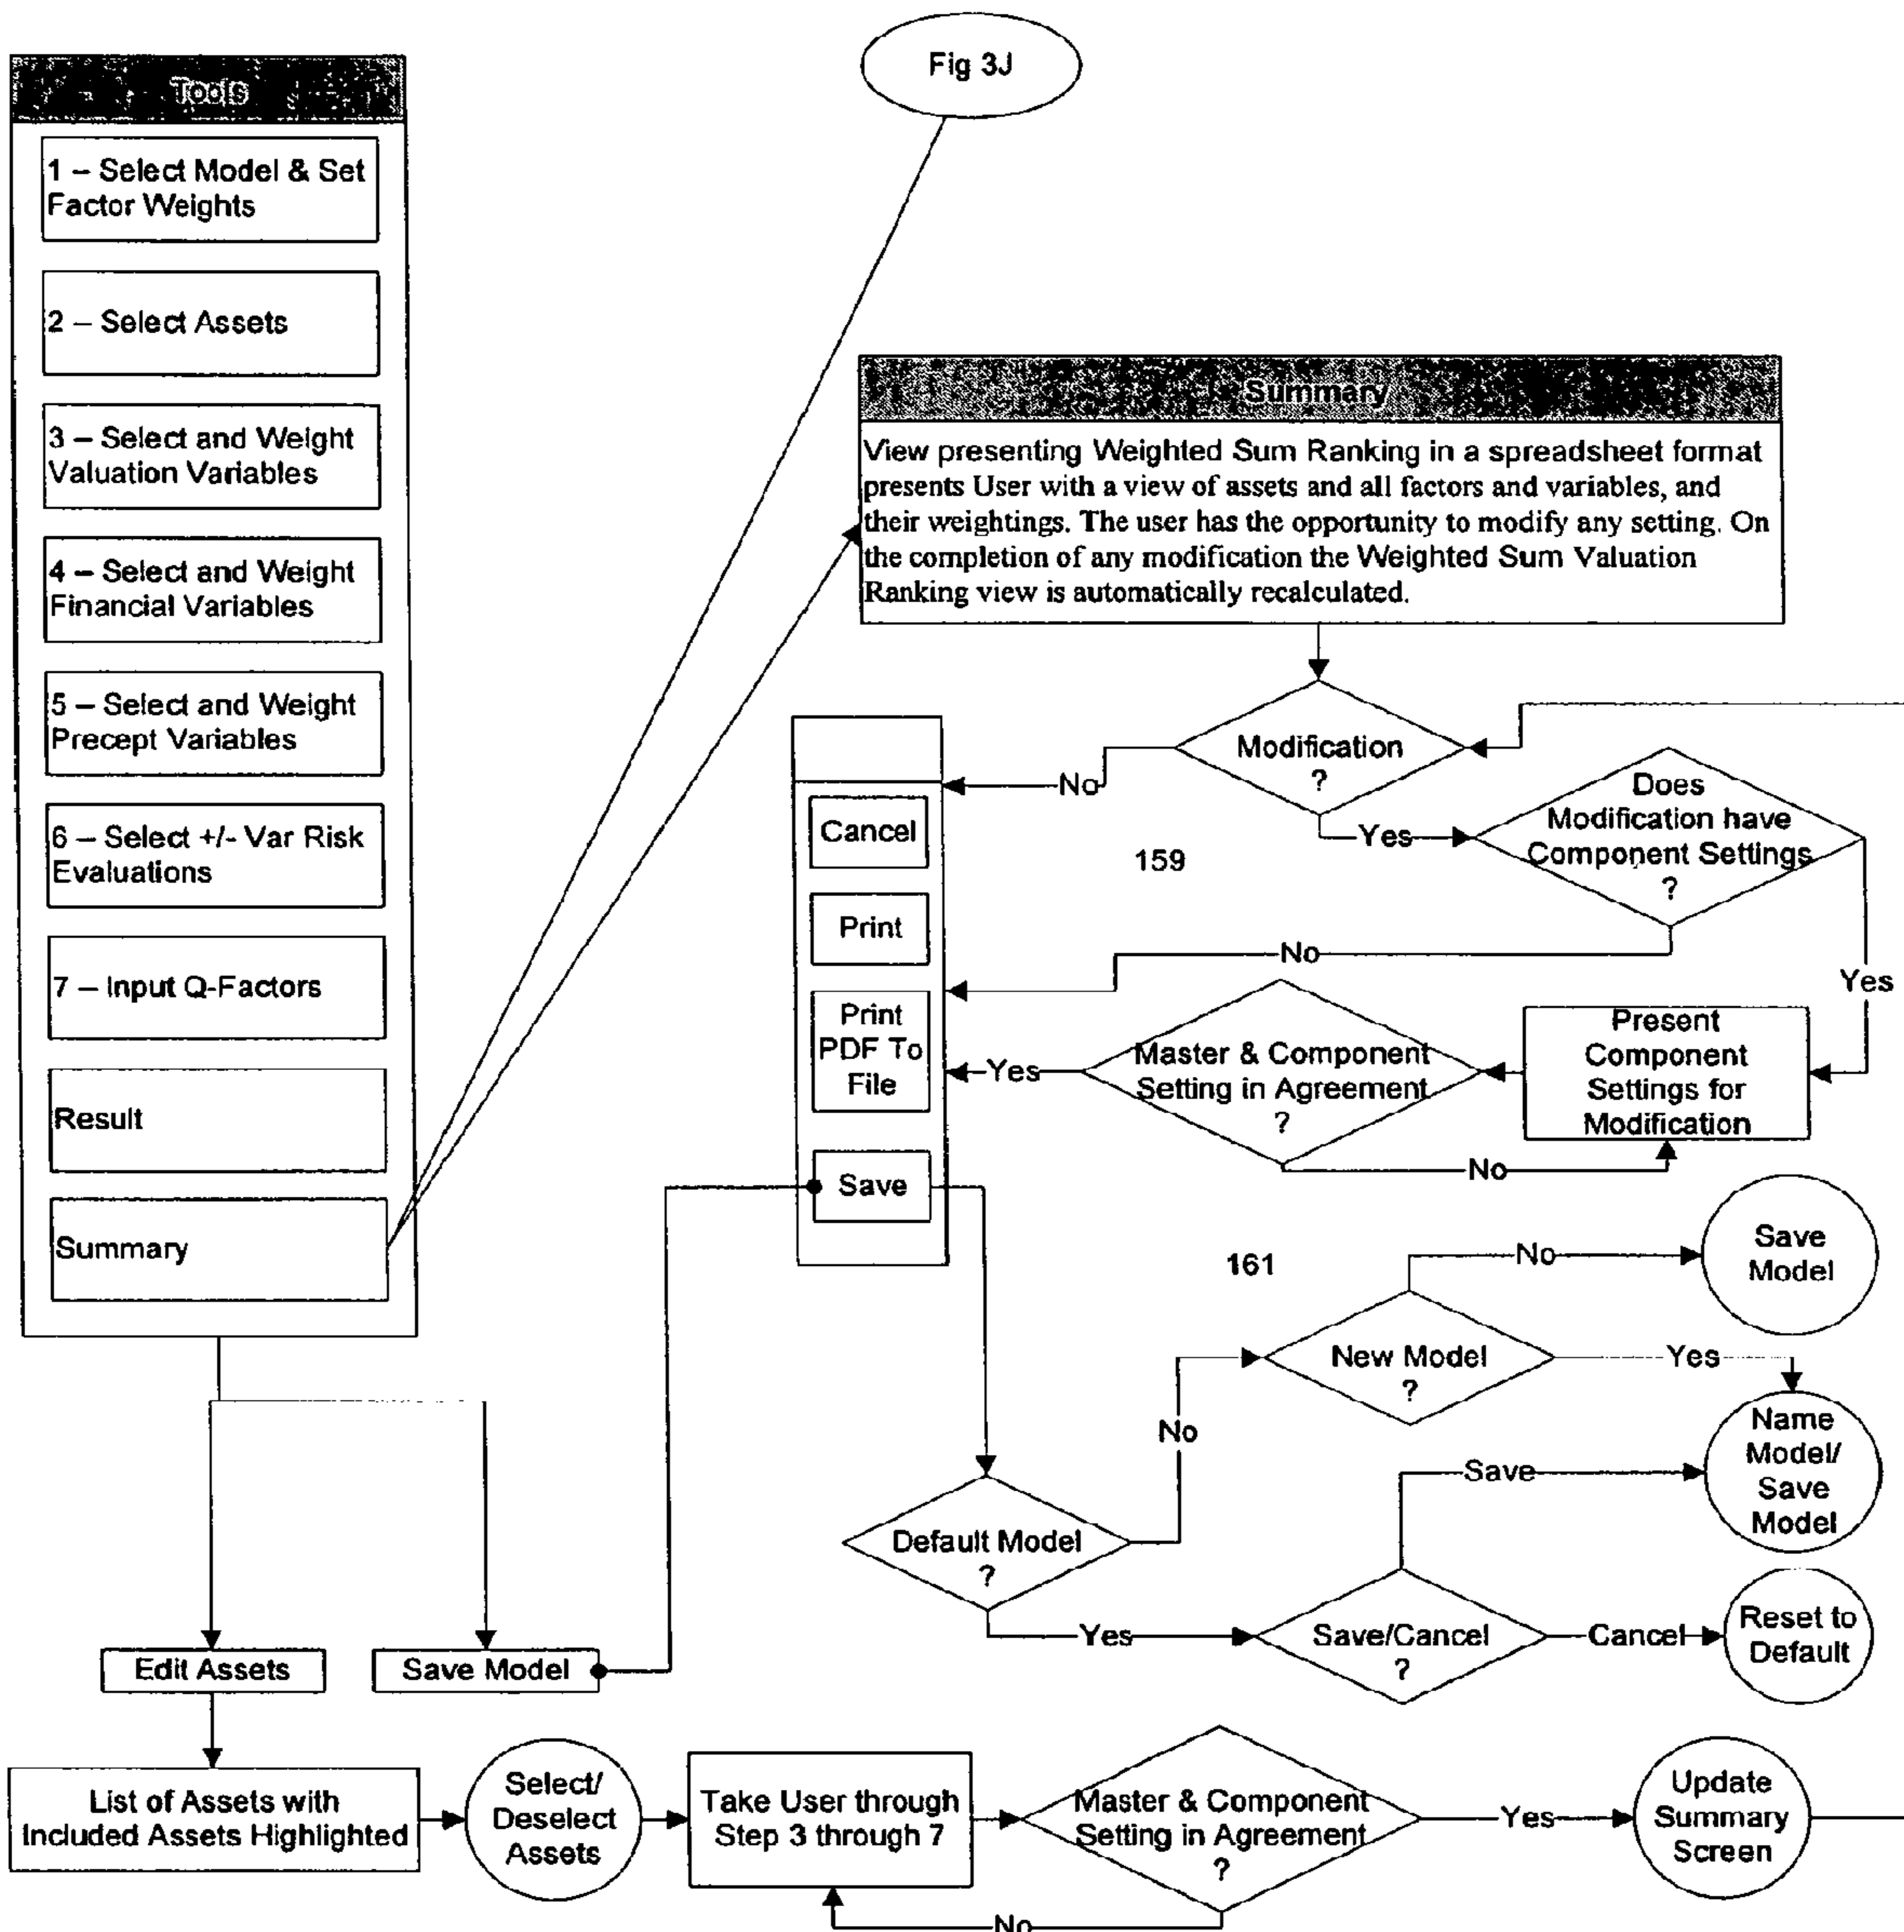 Fig 3J
Tools
1 – Select Model & Set
Factor Weights
2 – Select Assets
3 – Select and Weight
Valuation Variables
4 – Select and Weight
Financial Variables
5 – Select and Weight
Precept Variables
6 – Select +/- Var Risk
Evaluations
7 – Input Q-Factors
Result
Summary
Summary
View presenting Weighted Sum Ranking in a spreadsheet format
presents User with a view of assets and all factors and variables, and
their weightings. The user has the opportunity to modify any setting. On
the completion of any modification the Weighted Sum Valuation
Ranking view is automatically recalculated.
Modification
?
No
Yes
Does
Modification have
Component Settings
?
No
Yes
159
Cancel
Print
Print
PDF To
File
Save
Present
Component
Settings for
Modification
Master & Component
Setting in Agreement
?
Yes
No
161
New Model
?
No
Save
Model
Yes
Name
Model/
Save
Model
Default Model
?
No
Yes
Save/Cancel
?
Save
Cancel
Reset to
Default
Edit Assets
Save Model
List of Assets with
Included Assets Highlighted
Select/
Deselect
Assets
Take User through
Step 3 through 7
Master & Component
Setting in Agreement
?
Yes
No
Update
Summary
Screen